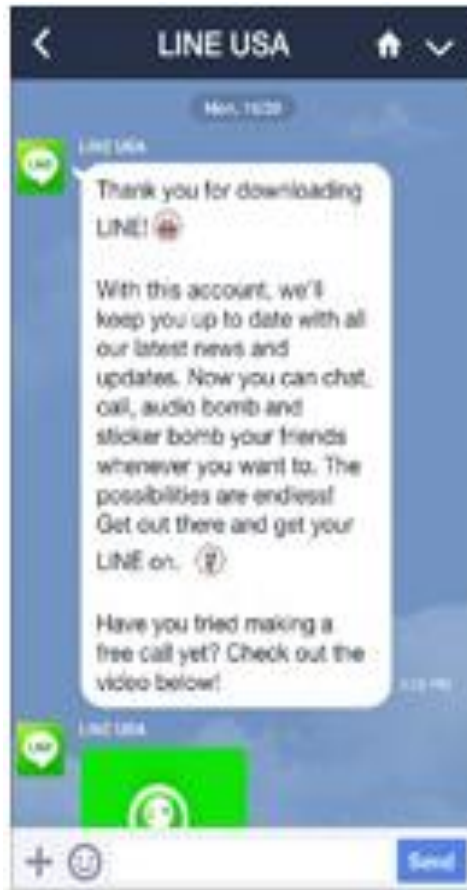 LINE USA
LINE USA
Thank you for downloading
LINE!
With this account, we'll
keep you up to date with all
our latest news and
updates. Now you can chat,
call, audio bomb and
sticker bomb your friends
whenever you want to. The
possibilities are endless!
Get out there and get your
LINE on.
Have you tried making a
free call yet? Check out the
video below!
LINE USA
Send